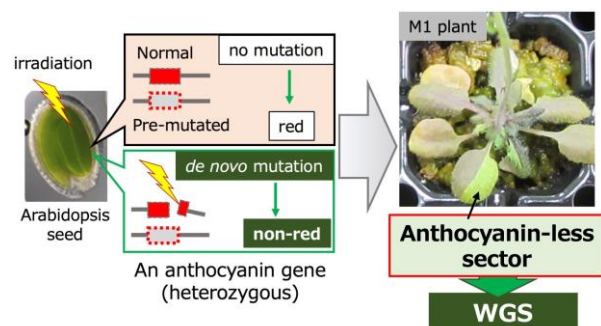 irradiation
Arabidopsis
seed
Normal
Pre-mutated
no mutation
red
de novo mutation
non-red
An anthocyanin gene
(heterozygous)
M1 plant
Anthocyanin-less
sector
WGS